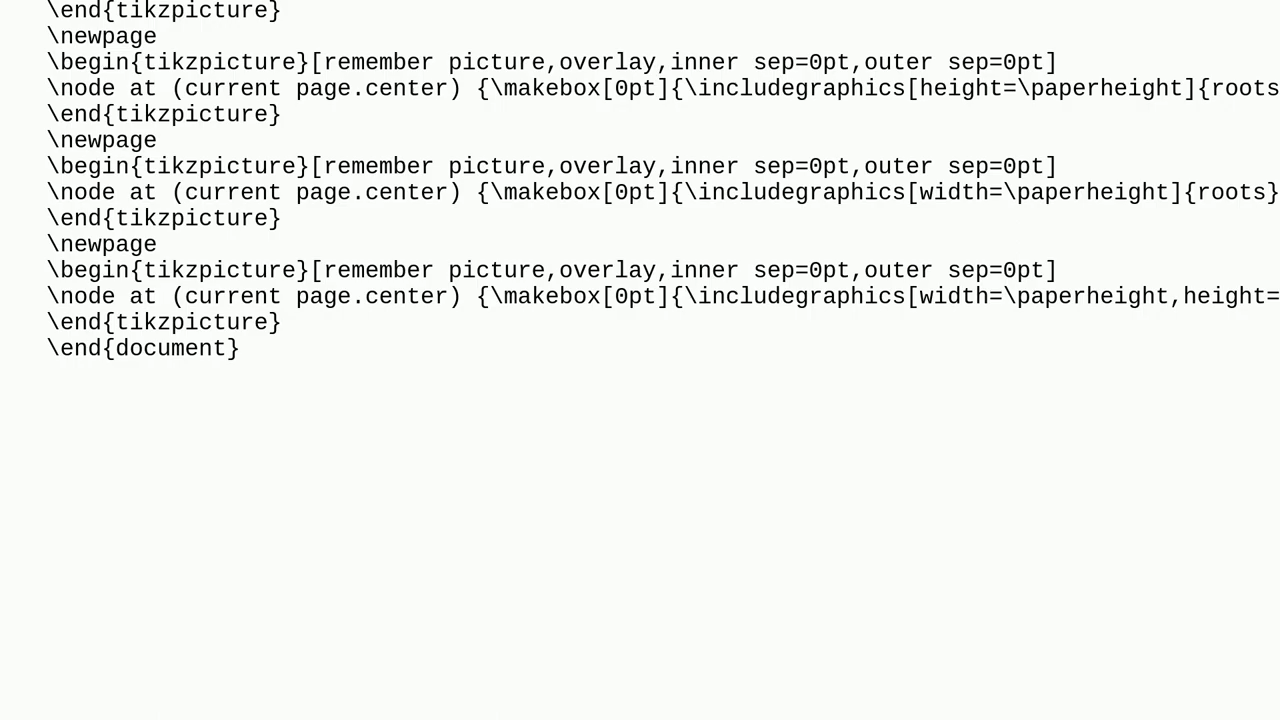 \end{tikzpicture}
\newpage
\begin{tikzpicture}[remember picture,overlay,inner sep=0pt,outer sep=0pt]
\node at (current page.center) {\makebox[0pt]{\includegraphics[height=\paperheight]{roots
\end{tikzpicture}
\newpage
\begin{tikzpicture}[remember picture,overlay,inner sep=0pt,outer sep=0pt]
\node at (current page.center) {\makebox[0pt]{\includegraphics[width=\paperheight]{roots}
\end{tikzpicture}
\newpage
\begin{tikzpicture}[remember picture,overlay,inner sep=0pt,outer sep=0pt]
\node at (current page.center) {\makebox[0pt]{\includegraphics[width=\paperheight,height=
\end{tikzpicture}
\end{document}